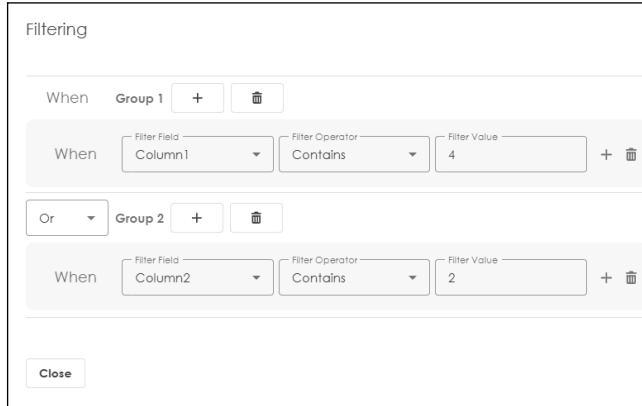 Filtering
When Group 1 +
Filter Field Filter Operator Filter Value
When Column1 Contains 4 +
Or Group 2 +
Filter Field Filter Operator Filter Value
When Column2 Contains 2 +
Close